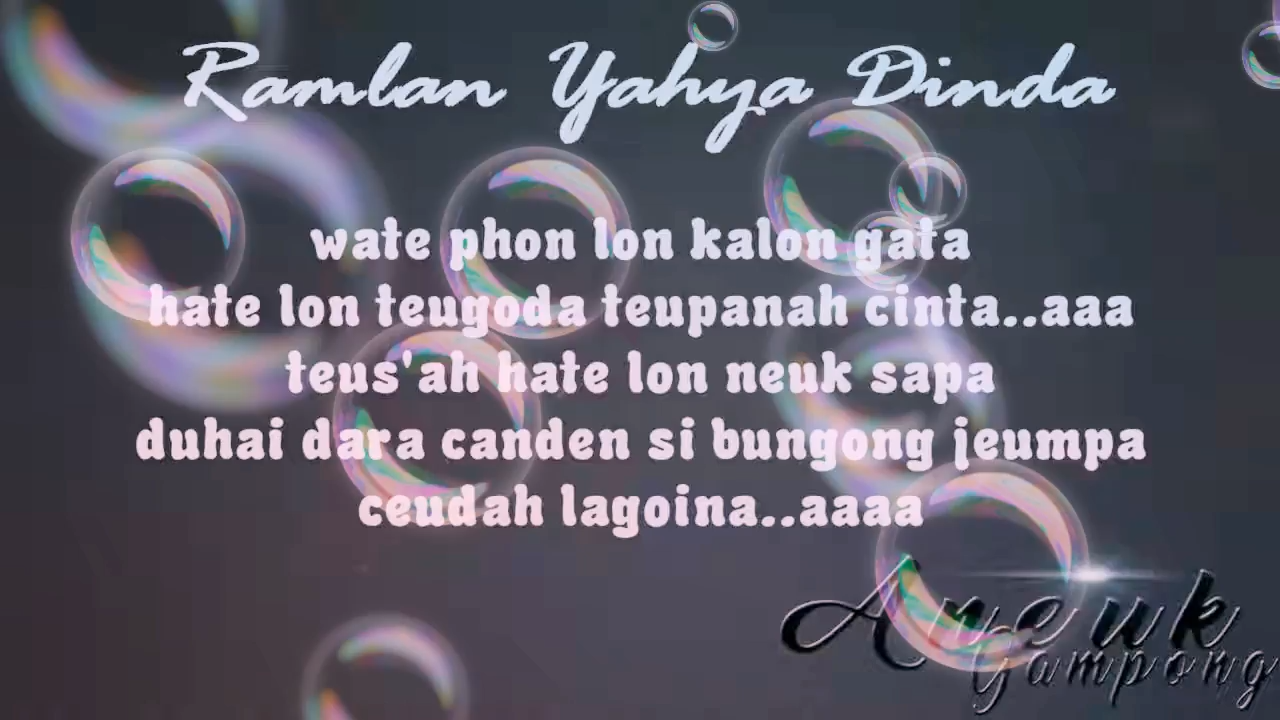 Ramlan Yahya Dinda
wate phon lon kalon gata
hate lon teugoda teupanah cinta..aaa
teus'ah hate lon neuk sapa
duhai dara canden si bungong jeumpa
ceudah lagoina..aaaa
Aneuk
Gampong